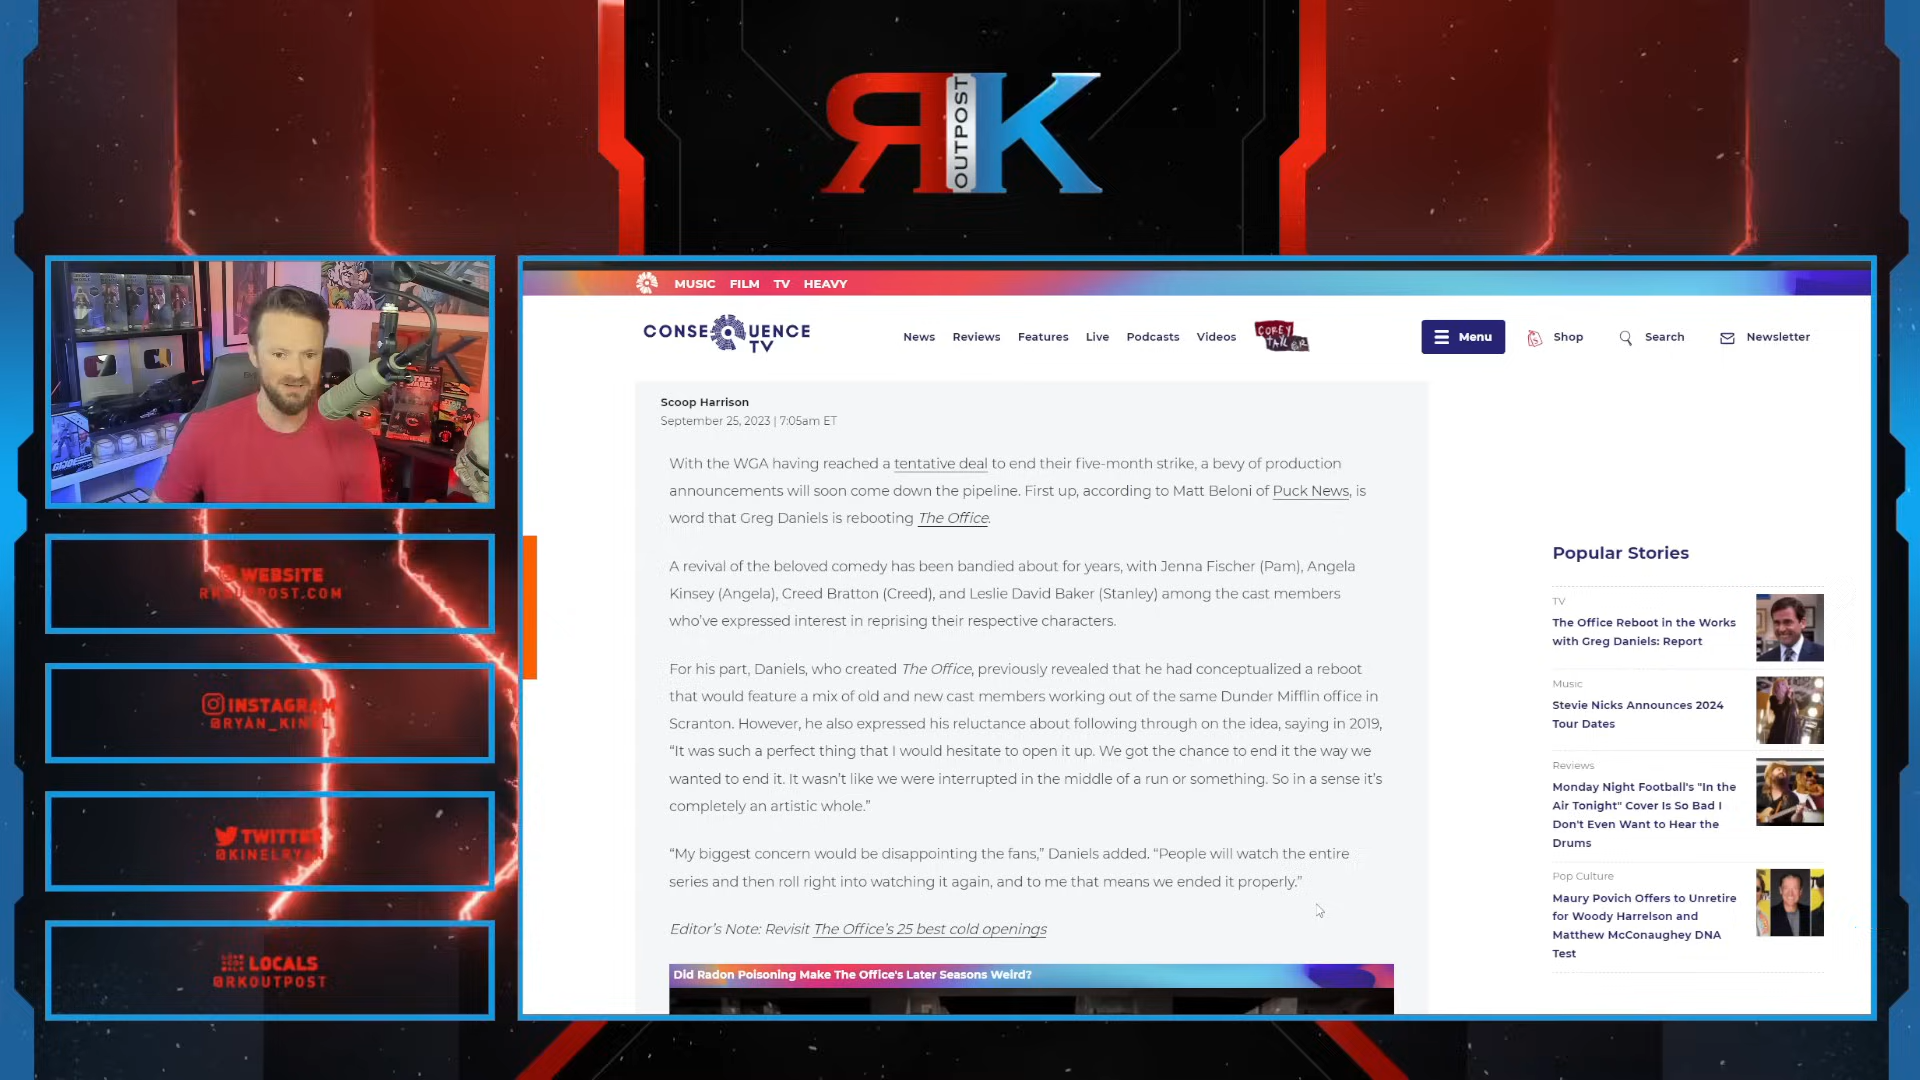 RK
OUTPOST
MUSIC FILM TV HEAVY
CONSEQUENCE
TV
News Reviews Features Live Podcasts Videos
COREY
TAYLOR
Menu
Shop
Search
Newsletter
Scoop Harrison
September 25, 2023 | 7:05am ET
With the WGA having reached a tentative deal to end their five-month strike, a bevy of production
announcements will soon come down the pipeline. First up, according to Matt Beloni of Puck News, is
word that Greg Daniels is rebooting The Office.
A revival of the beloved comedy has been bandied about for years, with Jenna Fischer (Pam), Angela
Kinsey (Angela), Creed Bratton (Creed), and Leslie David Baker (Stanley) among the cast members
who've expressed interest in reprising their respective characters.
For his part, Daniels, who created The Office, previously revealed that he had conceptualized a reboot
that would feature a mix of old and new cast members working out of the same Dunder Mifflin office in
Scranton. However, he also expressed his reluctance about following through on the idea, saying in 2019,
“It was such a perfect thing that I would hesitate to open it up. We got the chance to end it the way we
wanted to end it. It wasn’t like we were interrupted in the middle of a run or something. So in a sense it’s
completely an artistic whole.”
“My biggest concern would be disappointing the fans,” Daniels added. “People will watch the entire
series and then roll right into watching it again, and to me that means we ended it properly.”
Editor’s Note: Revisit The Office’s 25 best cold openings
Did Radon Poisoning Make The Office's Later Seasons Weird?
Popular Stories
TV
The Office Reboot in the Works
with Greg Daniels: Report
Music
Stevie Nicks Announces 2024
Tour Dates
Reviews
Monday Night Football's "In the
Air Tonight" Cover Is So Bad I
Don't Even Want to Hear the
Drums
Pop Culture
Maury Povich Offers to Unretire
for Woody Harrelson and
Matthew McConaughey DNA
Test
WEBSITE
RKOUTPOST.COM
INSTAGRAM
@RYAN_KINEL
TWITTER
@KINELRYAN
LOCALS
@RKOUTPOST
STAR
WARS